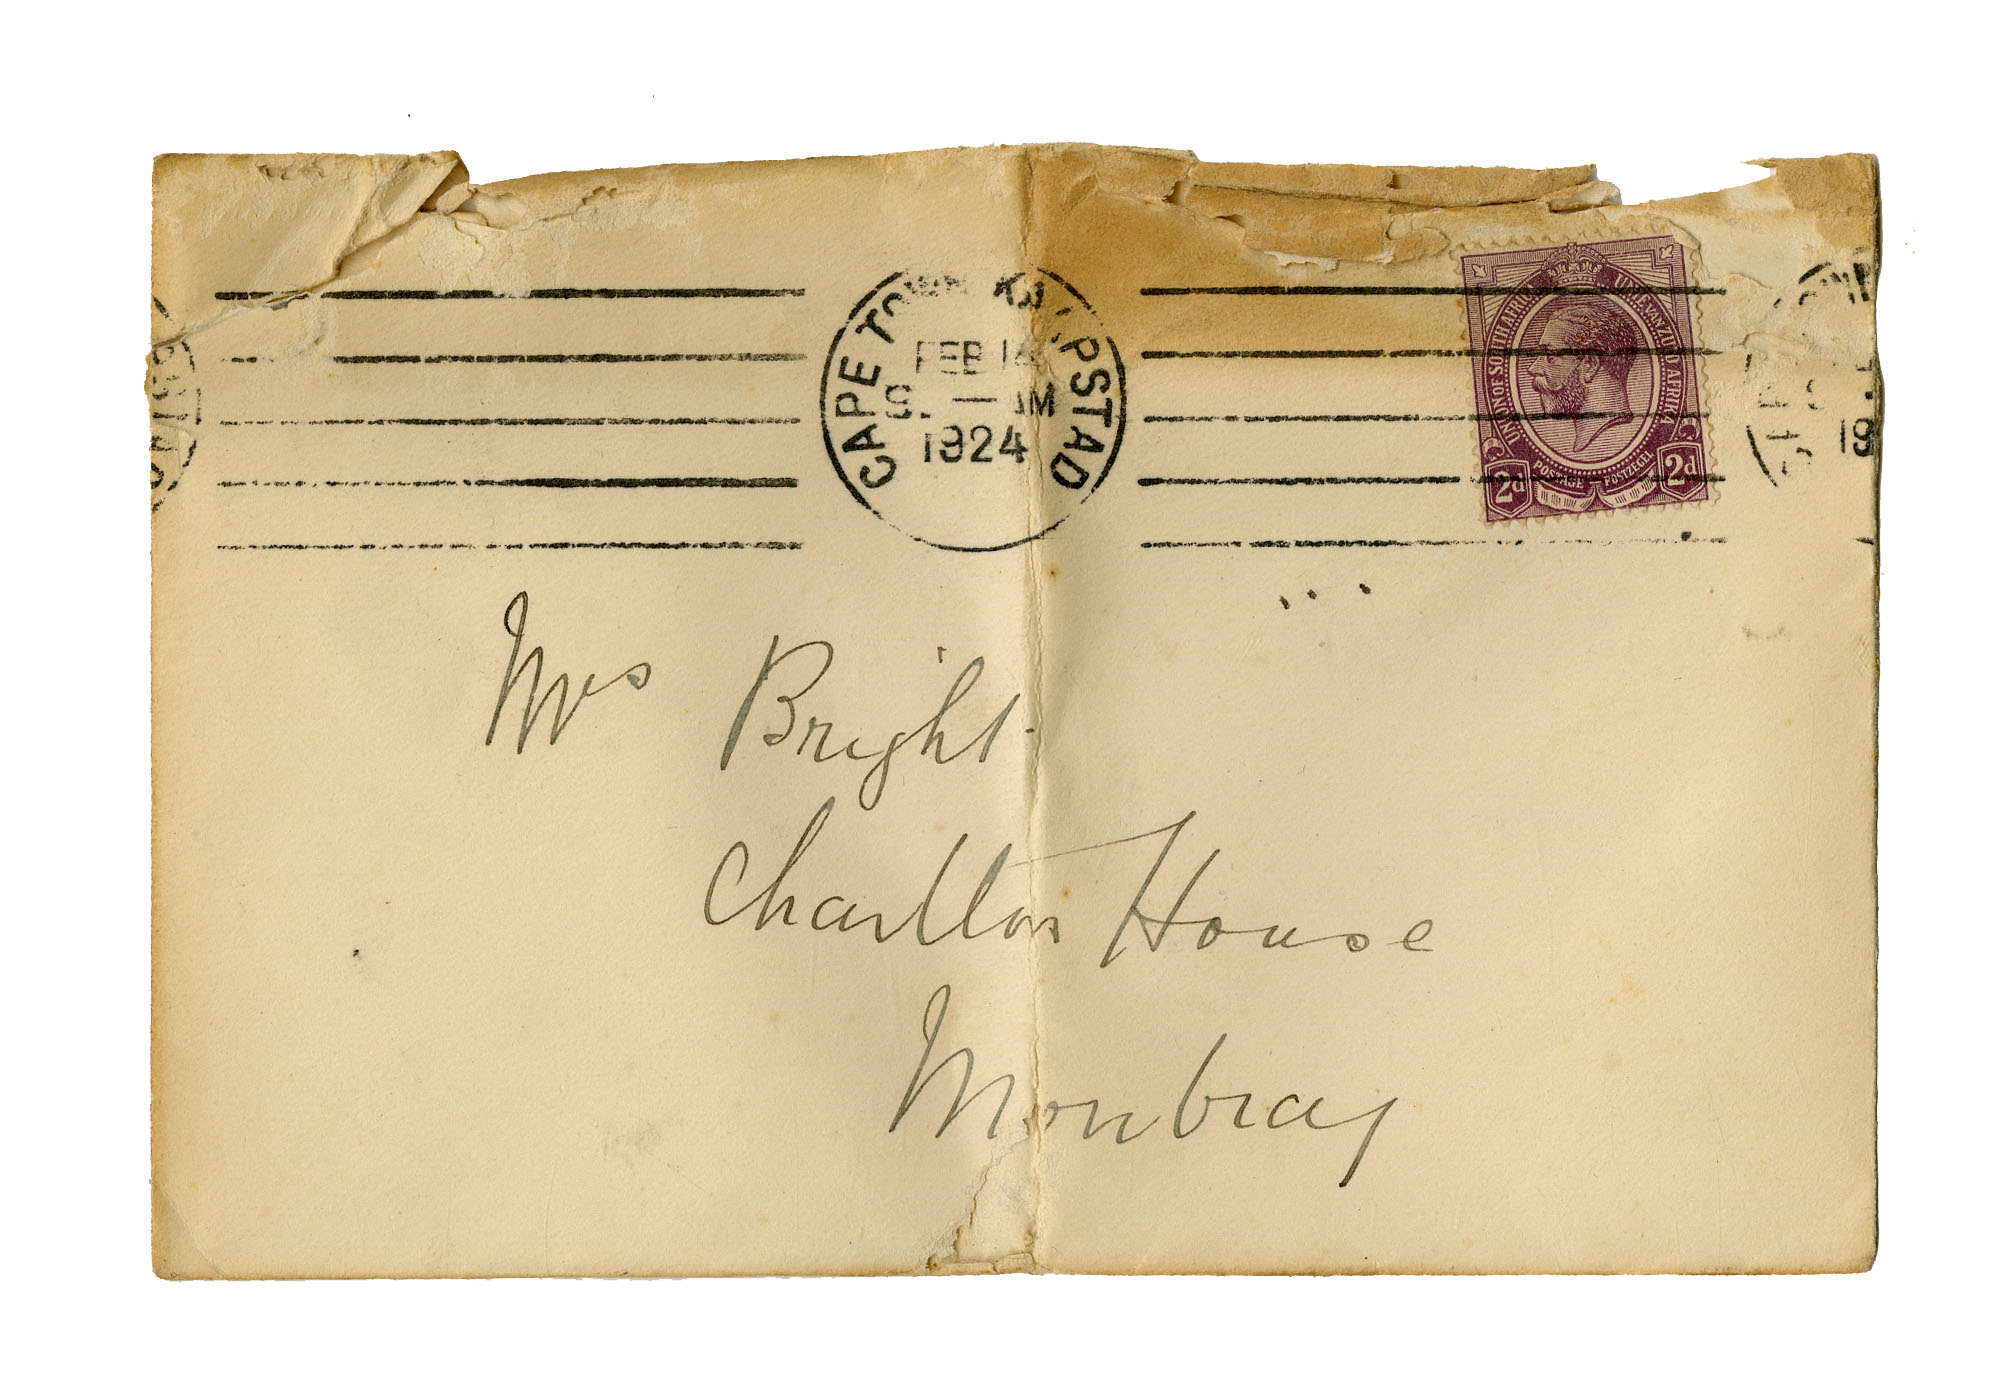 CAPE TOWN KAAPSTAD
FEB 14
1924
UNION OF SOUTH AFRICA
UNIE VAN ZUID AFRIKA
POSTAGE POSTZEGEL
2d 2d
19
Mrs Bright.
Charlton House
Mowbray